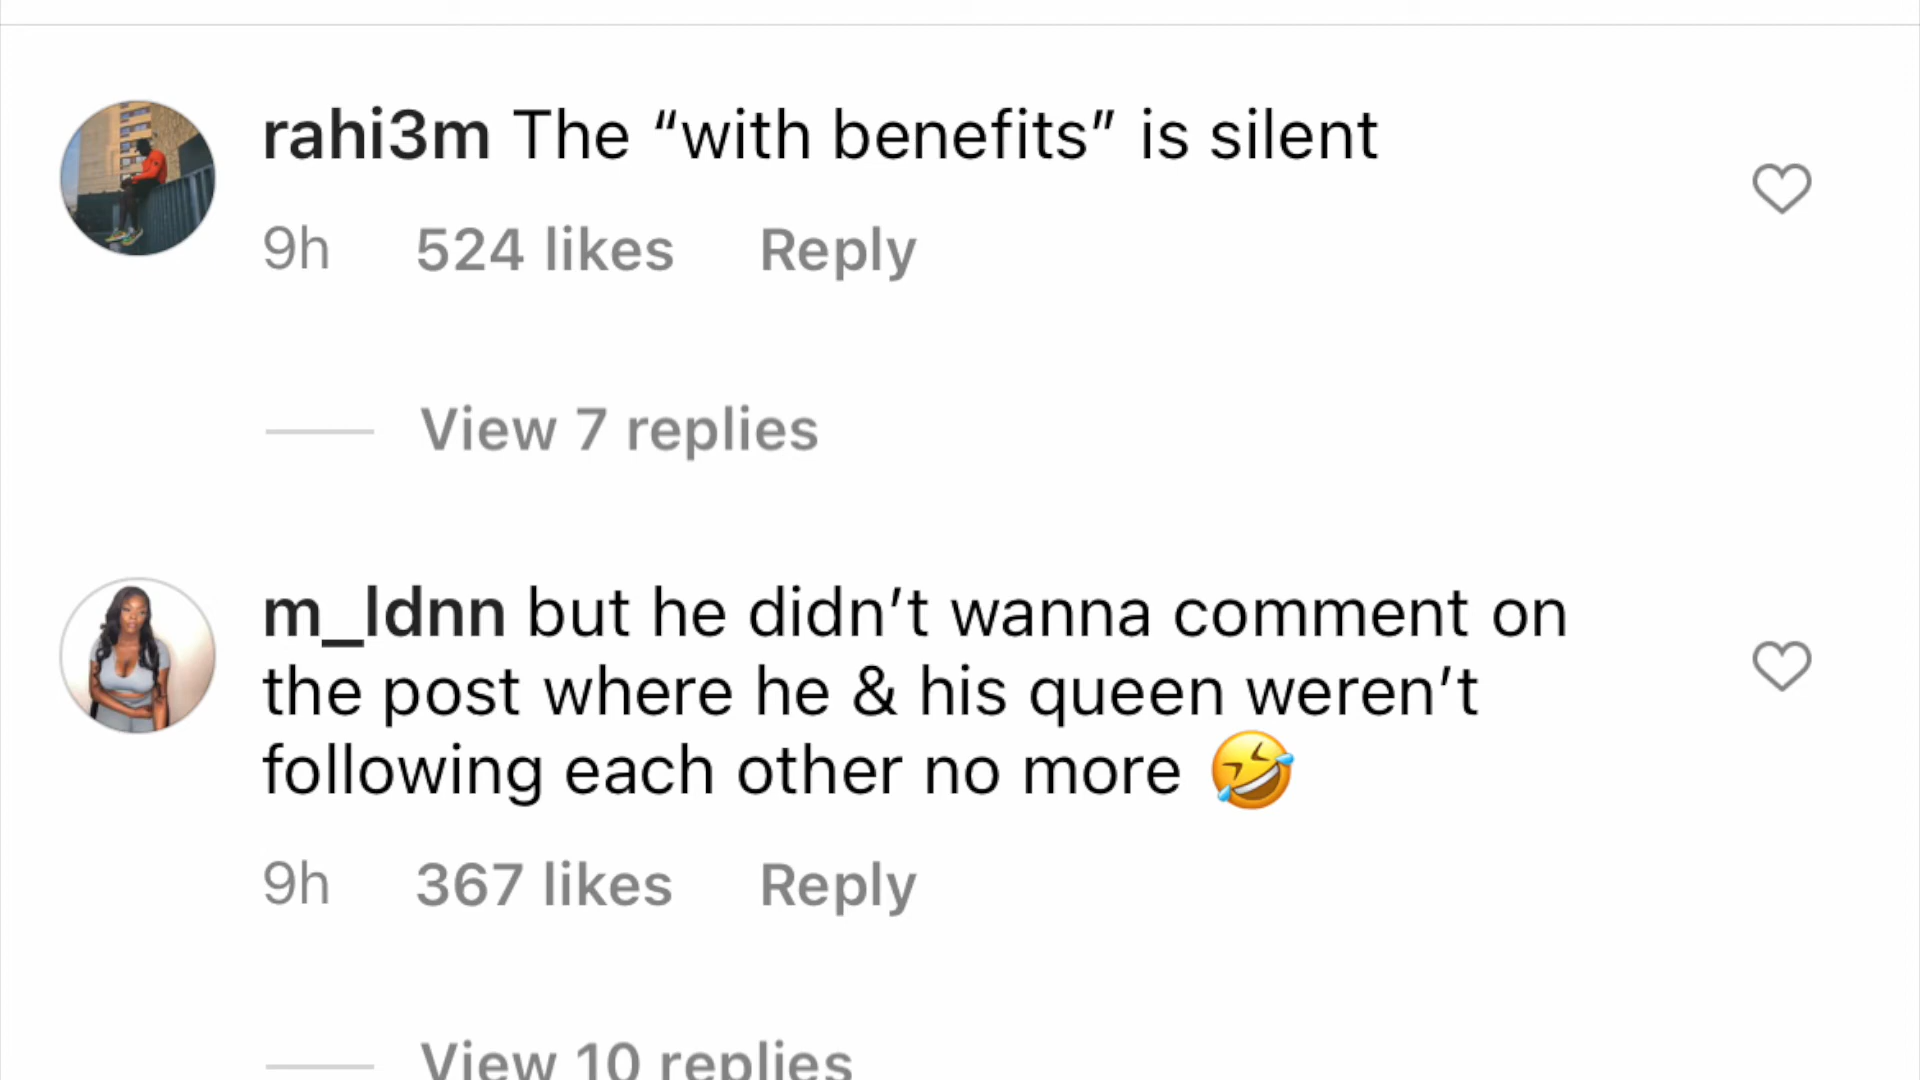 rahi3m The “with benefits” is silent
9h 524 likes Reply
View 7 replies
m_ldnn but he didn’t wanna comment on
the post where he & his queen weren’t
following each other no more 🤣
9h 367 likes Reply
View 10 replies